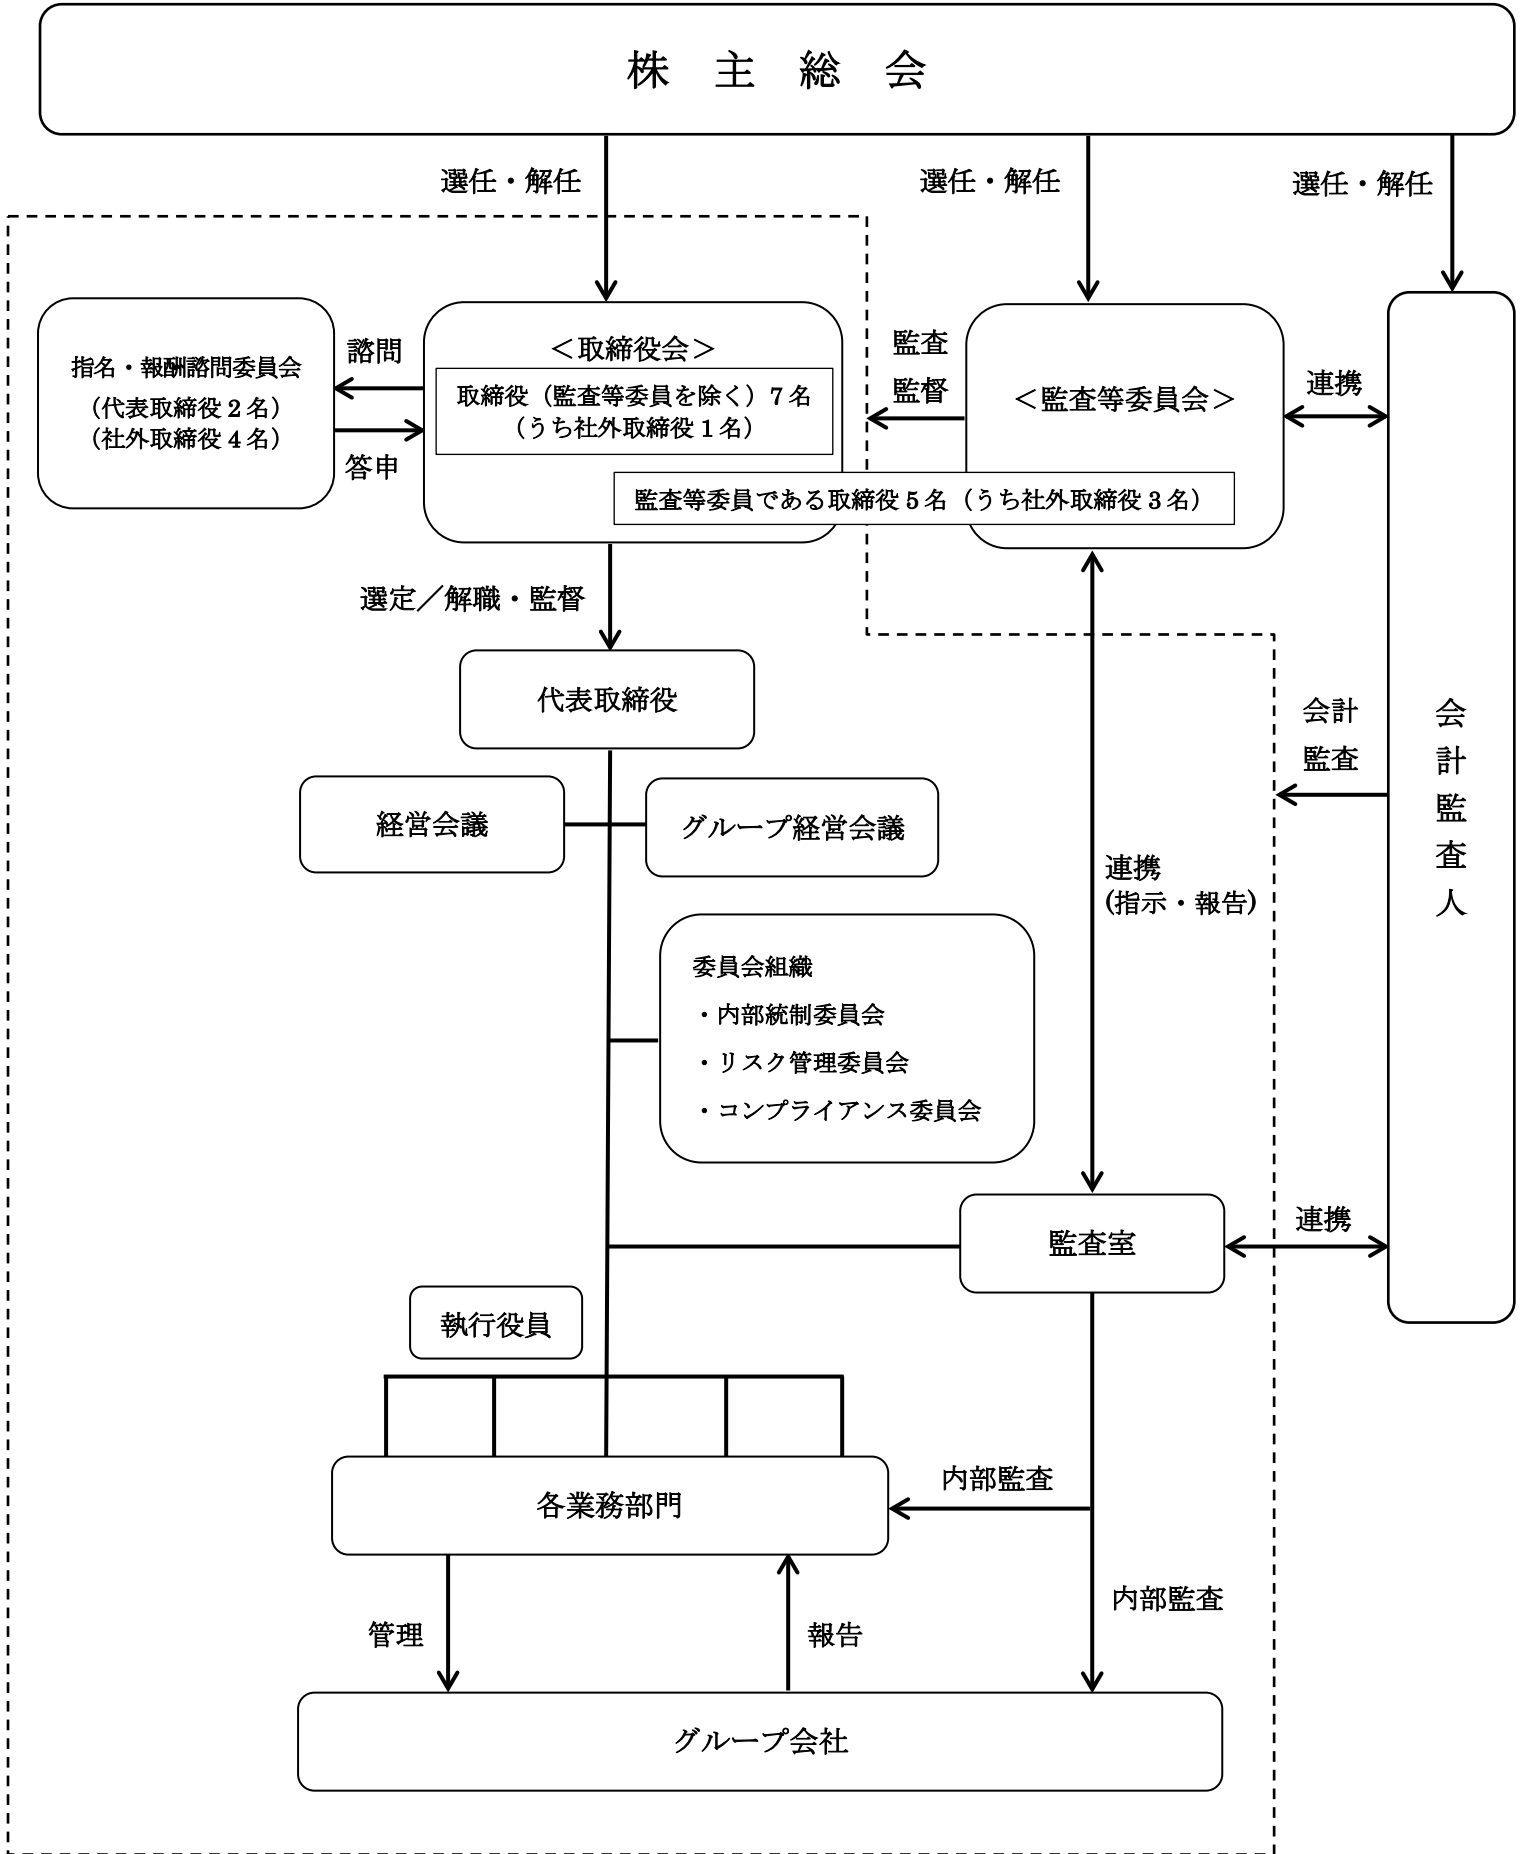 株　主　総　会
選任・解任
選任・解任
選任・解任
指名・報酬諮問委員会
（代表取締役 2 名）
（社外取締役 4 名）
諮問
答申
＜取締役会＞
取締役（監査等委員を除く）7 名
（うち社外取締役 1 名）
監査
監督
＜監査等委員会＞
連携
監査等委員である取締役 5 名（うち社外取締役 3 名）
選定／解職・監督
代表取締役
会計
監査
会
計
監
査
人
経営会議
グループ経営会議
連携
(指示・報告)
委員会組織
・内部統制委員会
・リスク管理委員会
・コンプライアンス委員会
監査室
連携
執行役員
各業務部門
内部監査
内部監査
管理
報告
グループ会社